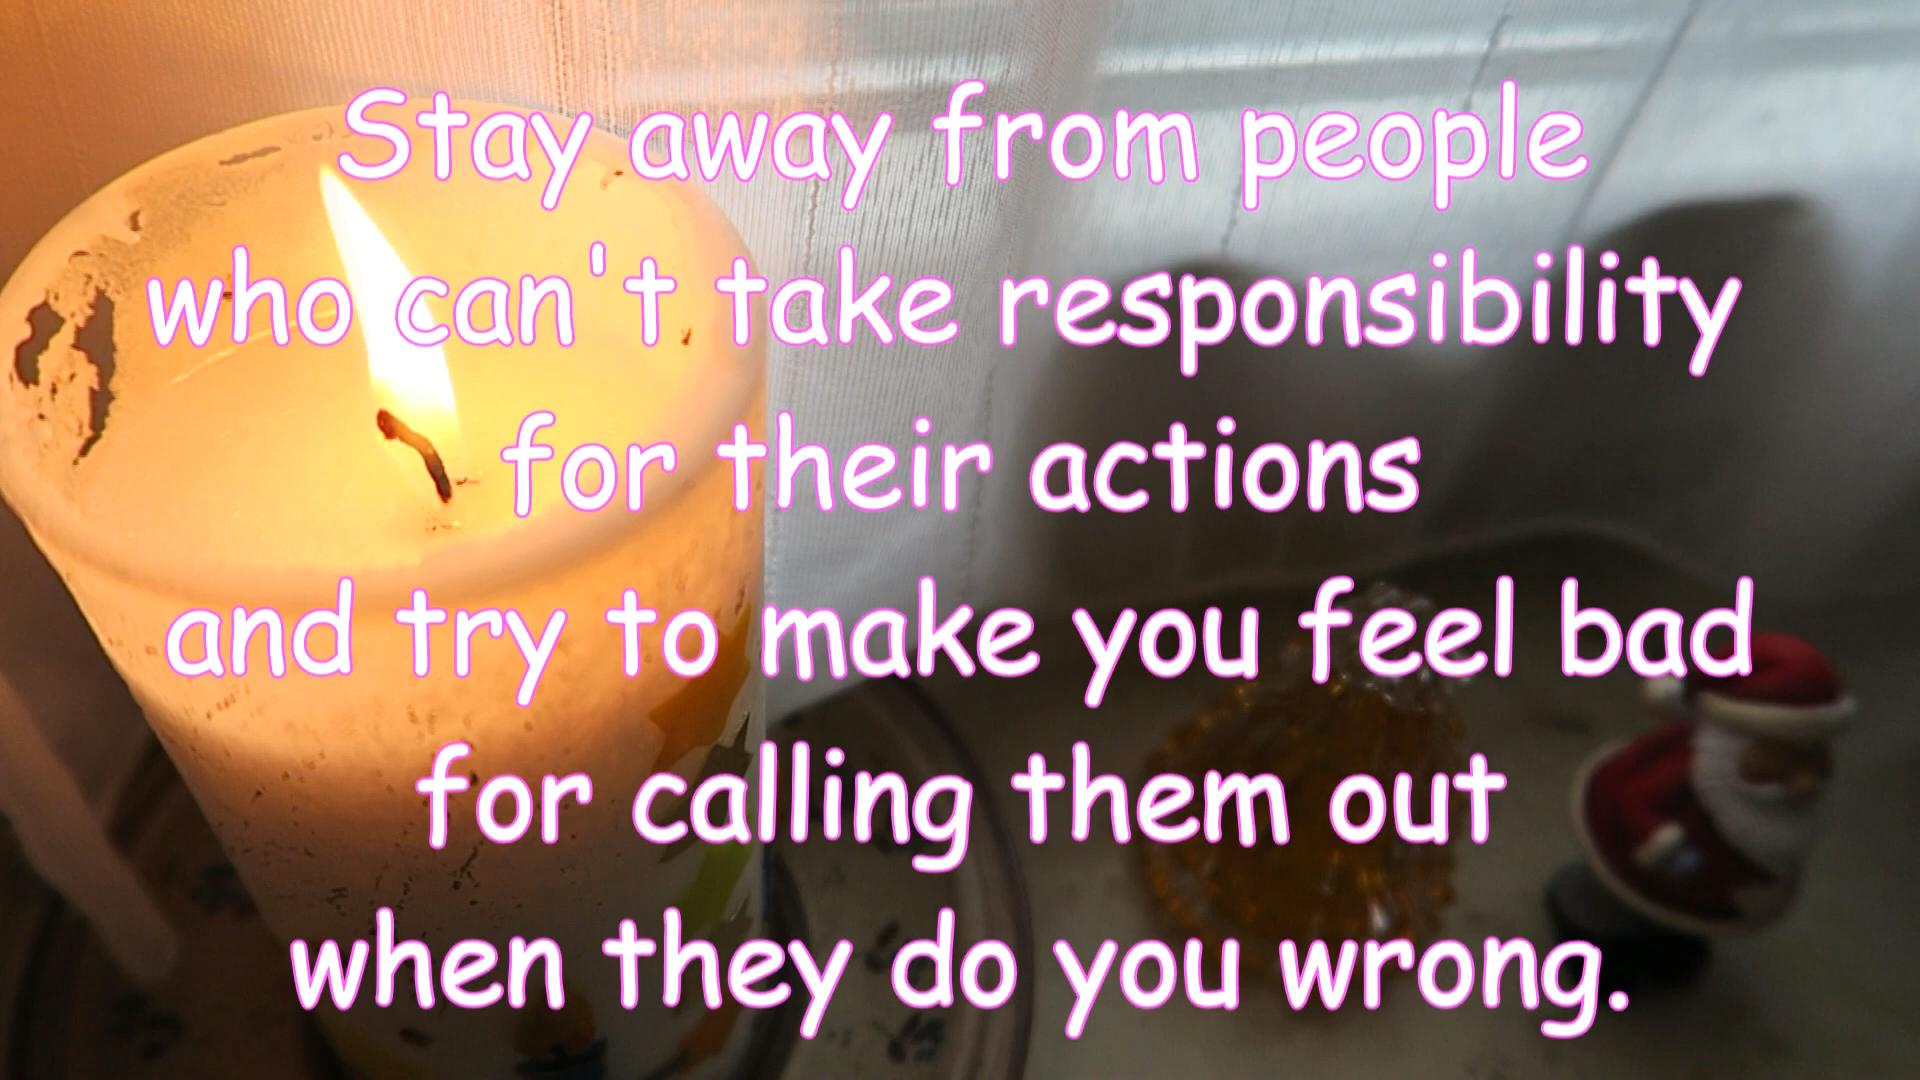 Stay away from people
who can't take responsibility
for their actions
and try to make you feel bad
for calling them out
when they do you wrong.